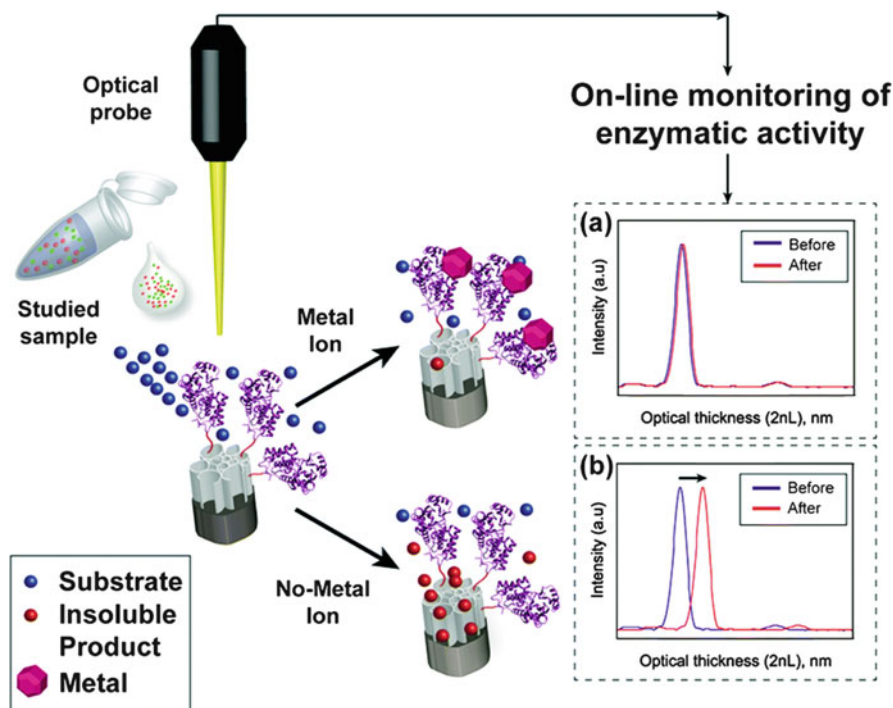 Optical
probe
On-line monitoring of
enzymatic activity
Studied
sample
Metal
Ion
No-Metal
Ion
Substrate
Insoluble
Product
Metal
(a)
Before
After
Intensity (a.u)
Optical thickness (2nL), nm
(b)
Before
After
Intensity (a.u)
Optical thickness (2nL), nm